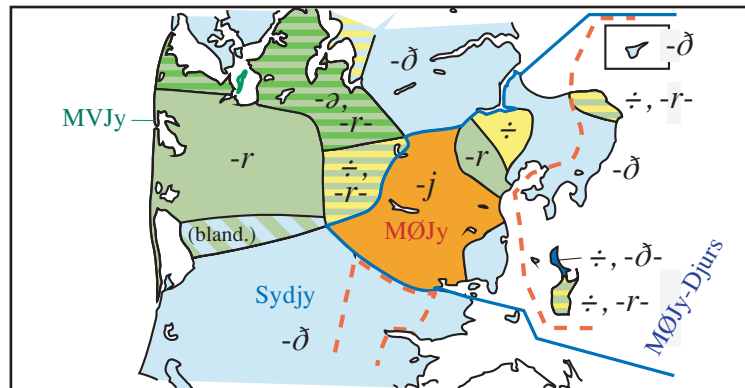 -ð
-ð
-ə,
-r-
÷, -r-
MVJy
÷
-r
÷,
-r-
-r
-j
-ð
MØJy
(bland.)
÷, -ð-
Sydjy
÷, -r-
-ð
MØJy-Djurs